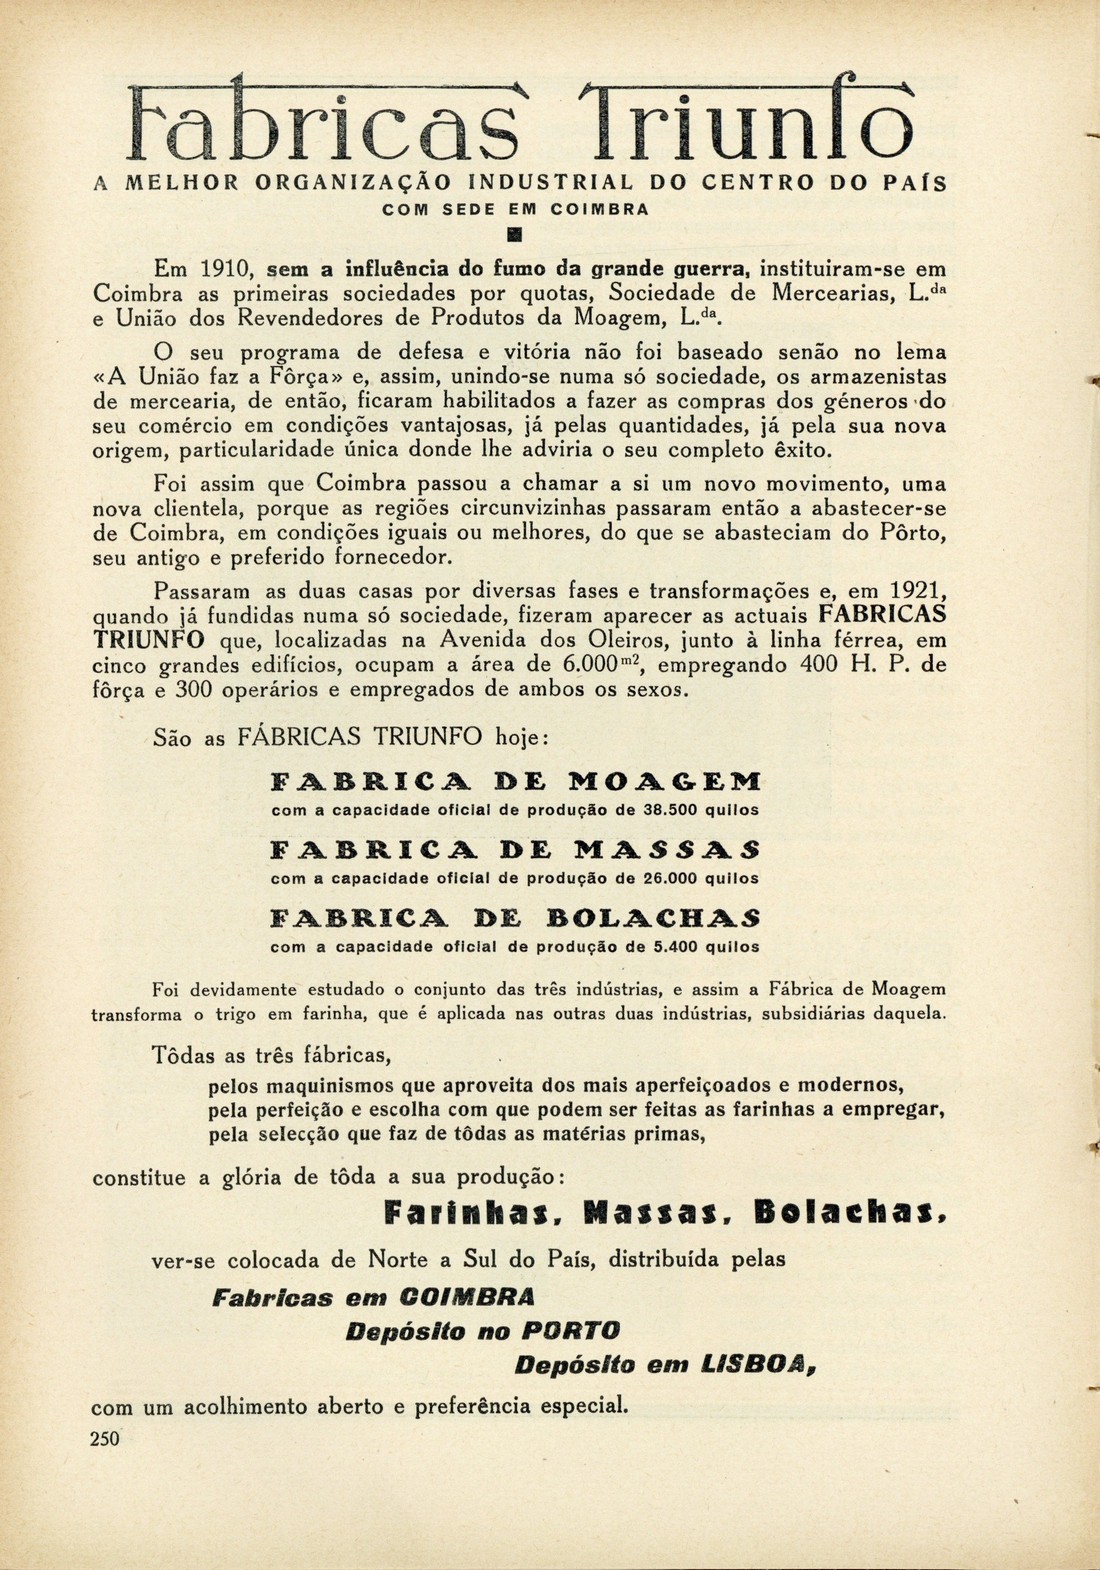 Fabricas Triunfo
A MELHOR ORGANIZAÇÃO INDUSTRIAL DO CENTRO DO PAÍS
COM SEDE EM COIMBRA
Em 1910, sem a influência do fumo da grande guerra, instituiram-se em
Coimbra as primeiras sociedades por quotas, Sociedade de Mercearias, L.da
e União dos Revendedores de Produtos da Moagem, L.da.
O seu programa de defesa e vitória não foi baseado senão no lema
«A União faz a Fôrça» e, assim, unindo-se numa só sociedade, os armazenistas
de mercearia, de então, ficaram habilitados a fazer as compras dos géneros do
seu comércio em condições vantajosas, já pelas quantidades, já pela sua nova
origem, particularidade única donde lhe adviria o seu completo êxito.
Foi assim que Coimbra passou a chamar a si um novo movimento, uma
nova clientela, porque as regiões circunvizinhas passaram então a abastecer-se
de Coimbra, em condições iguais ou melhores, do que se abasteciam do Pôrto,
seu antigo e preferido fornecedor.
Passaram as duas casas por diversas fases e transformações e, em 1921,
quando já fundidas numa só sociedade, fizeram aparecer as actuais FABRICAS
TRIUNFO que, localizadas na Avenida dos Oleiros, junto à linha férrea, em
cinco grandes edifícios, ocupam a área de 6.000m2, empregando 400 H. P. de
fôrça e 300 operários e empregados de ambos os sexos.
São as FÁBRICAS TRIUNFO hoje:
FABRICA DE MOAGEM
com a capacidade oficial de produção de 38.500 quilos
FABRICA DE MASSAS
com a capacidade oficial de produção de 26.000 quilos
FABRICA DE BOLACHAS
com a capacidade oficial de produção de 5.400 quilos
Foi devidamente estudado o conjunto das três indústrias, e assim a Fábrica de Moagem
transforma o trigo em farinha, que é aplicada nas outras duas indústrias, subsidiárias daquela.
Tôdas as três fábricas,
pelos maquinismos que aproveita dos mais aperfeiçoados e modernos,
pela perfeição e escolha com que podem ser feitas as farinhas a empregar,
pela selecção que faz de tôdas as matérias primas,
constitue a glória de tôda a sua produção:
Farinhas, Massas, Bolachas,
ver-se colocada de Norte a Sul do País, distribuída pelas
Fabricas em COIMBRA
Depósito no PORTO
Depósito em LISBOA,
com um acolhimento aberto e preferência especial.
250